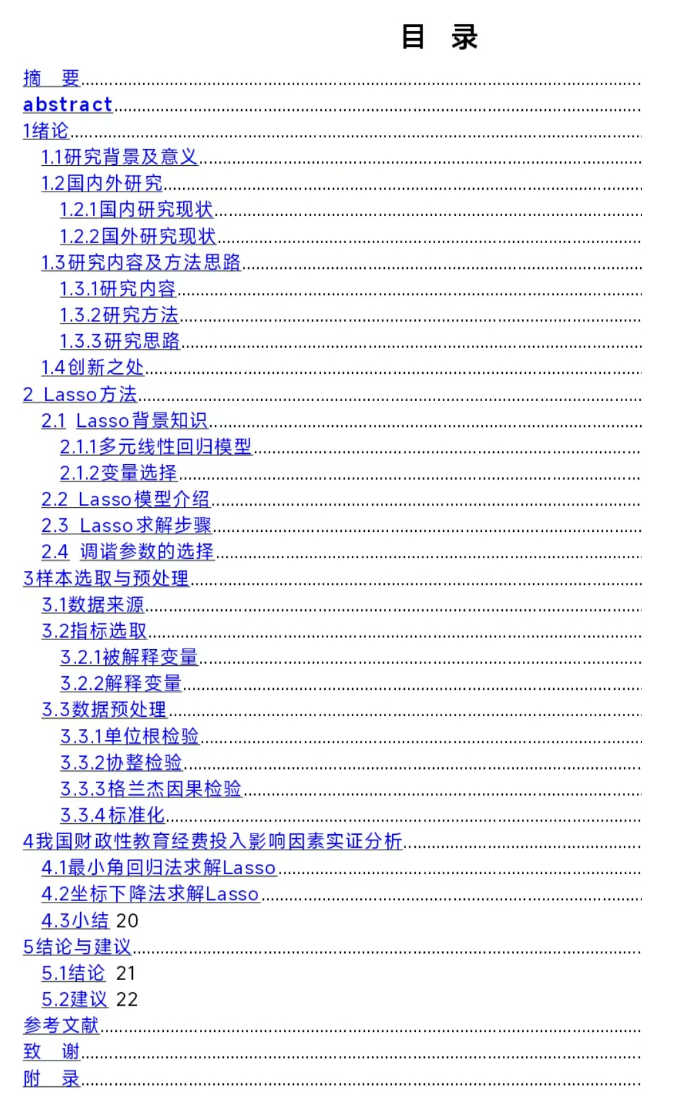 目 录
摘 要........................................................................
abstract........................................................................
1绪论........................................................................
1.1研究背景及意义........................................................................
1.2国内外研究........................................................................
1.2.1国内研究现状........................................................................
1.2.2国外研究现状........................................................................
1.3研究内容及方法思路........................................................................
1.3.1研究内容........................................................................
1.3.2研究方法........................................................................
1.3.3研究思路........................................................................
1.4创新之处........................................................................
2 Lasso方法........................................................................
2.1 Lasso背景知识........................................................................
2.1.1多元线性回归模型........................................................................
2.1.2变量选择........................................................................
2.2 Lasso模型介绍........................................................................
2.3 Lasso求解步骤........................................................................
2.4 调谐参数的选择........................................................................
3样本选取与预处理........................................................................
3.1数据来源........................................................................
3.2指标选取........................................................................
3.2.1被解释变量........................................................................
3.2.2解释变量........................................................................
3.3数据预处理........................................................................
3.3.1单位根检验........................................................................
3.3.2协整检验........................................................................
3.3.3格兰杰因果检验........................................................................
3.3.4标准化........................................................................
4我国财政性教育经费投入影响因素实证分析........................................................................
4.1最小角回归法求解Lasso........................................................................
4.2坐标下降法求解Lasso........................................................................
4.3小结 20
5结论与建议........................................................................
5.1结论 21
5.2建议 22
参考文献........................................................................
致 谢........................................................................
附 录........................................................................